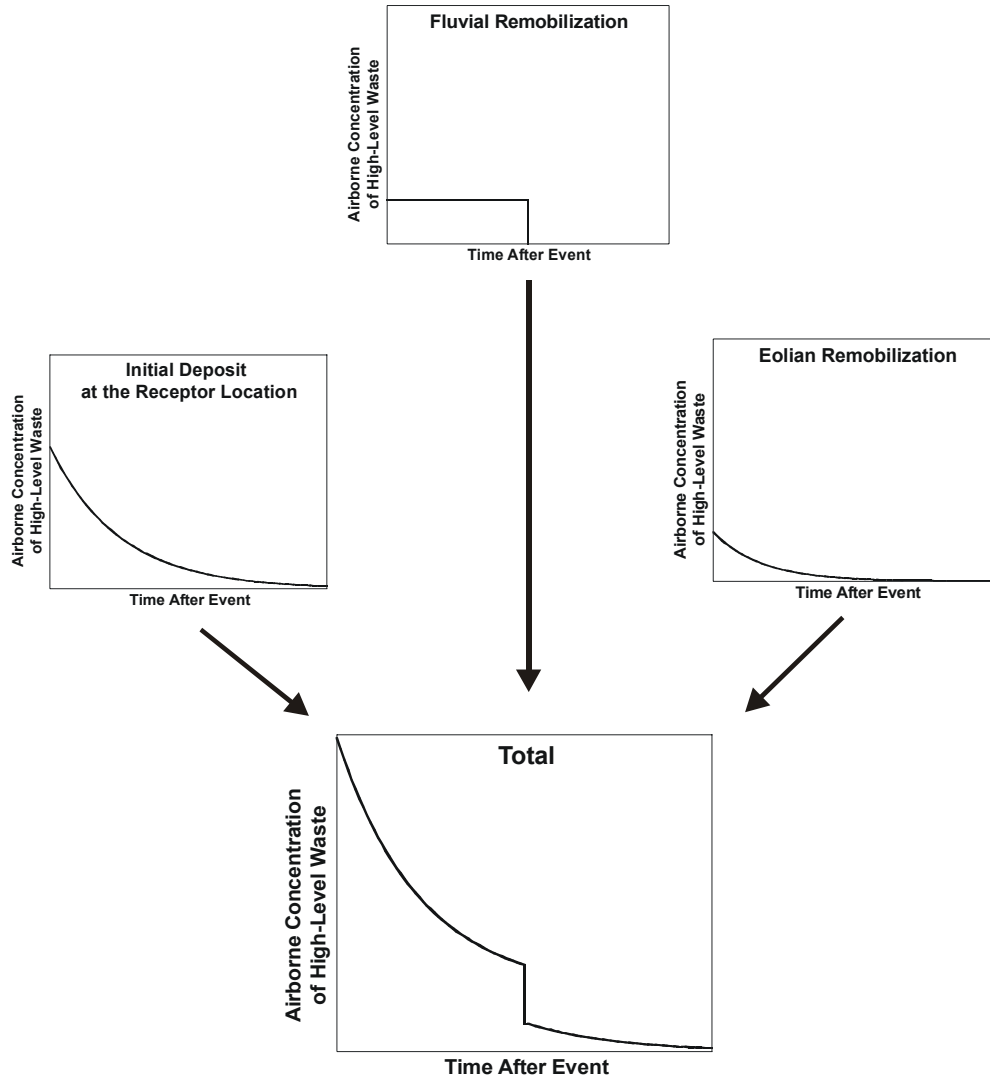 Fluvial Remobilization
Airborne Concentration
of High-Level Waste
Time After Event
Initial Deposit
at the Receptor Location
Airborne Concentration
of High-Level Waste
Time After Event
Eolian Remobilization
Airborne Concentration
of High-Level Waste
Time After Event
Total
Airborne Concentration
of High-Level Waste
Time After Event